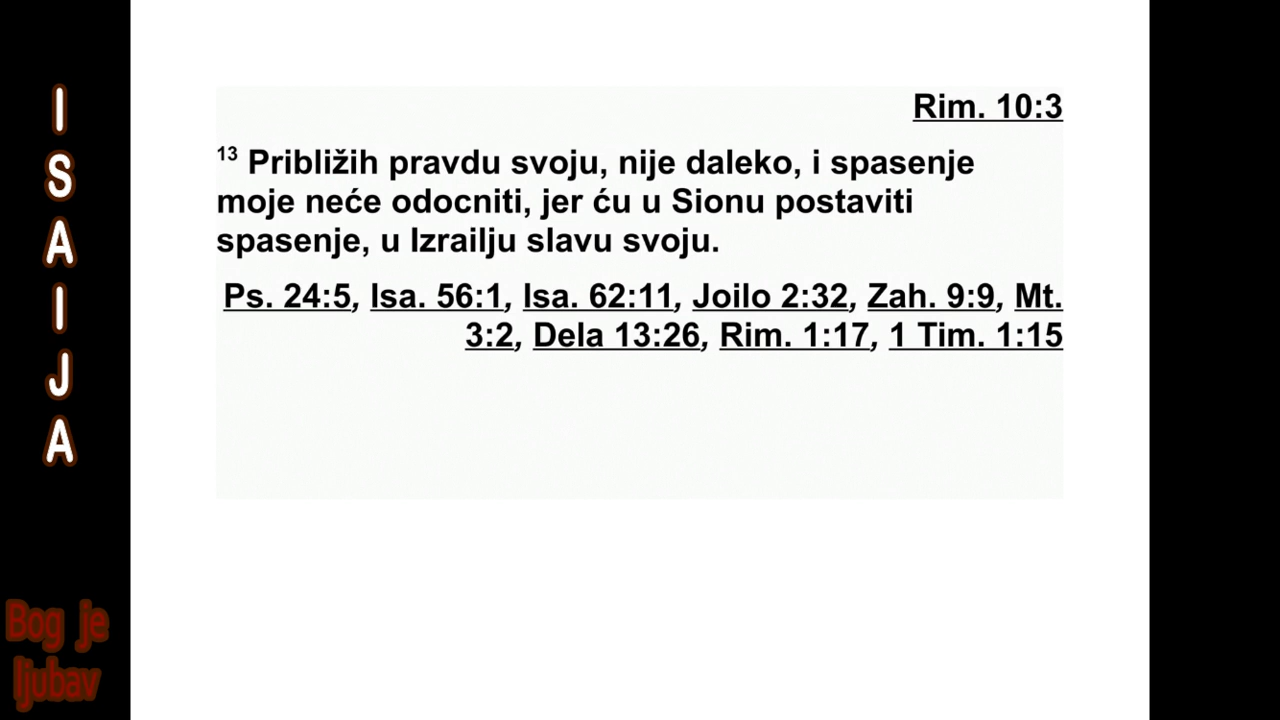 ISAIJA
Rim. 10:3
13 Približih pravdu svoju, nije daleko, i spasenje
moje neće odocniti, jer ću u Sionu postaviti
spasenje, u Izrailju slavu svoju.
Ps. 24:5, Isa. 56:1, Isa. 62:11, Joilo 2:32, Zah. 9:9, Mt.
3:2, Dela 13:26, Rim. 1:17, 1 Tim. 1:15
Bog je
ljubav